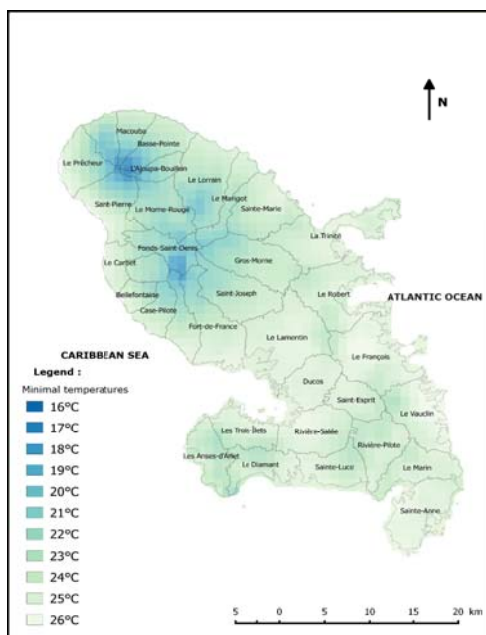 N
Macouba
Basse-Pointe
Le Prêcheur
L'Ajoupa-Bouillon
Le Lorrain
Saint-Pierre
Le Morne-Rouge
Le Marigot
Sainte-Marie
La Trinité
Fonds-Saint-Denis
Le Carbet
Gros-Morne
Bellefontaine
Saint-Joseph
Le Robert
ATLANTIC OCEAN
Case-Pilote
Fort-de-France
Le Lamentin
CARIBBEAN SEA
Le François
Legend :
Ducos
Minimal temperatures
Saint-Esprit
16°C
Le Vauclin
17°C
Les Trois-Îlets
Rivière-Salée
18°C
Rivière-Pilote
19°C
Les Anses-d'Arlet
Le Diamant
Sainte-Luce
Le Marin
20°C
21°C
Sainte-Anne
22°C
23°C
24°C
25°C
26°C
5 0 5 10 15 20 km